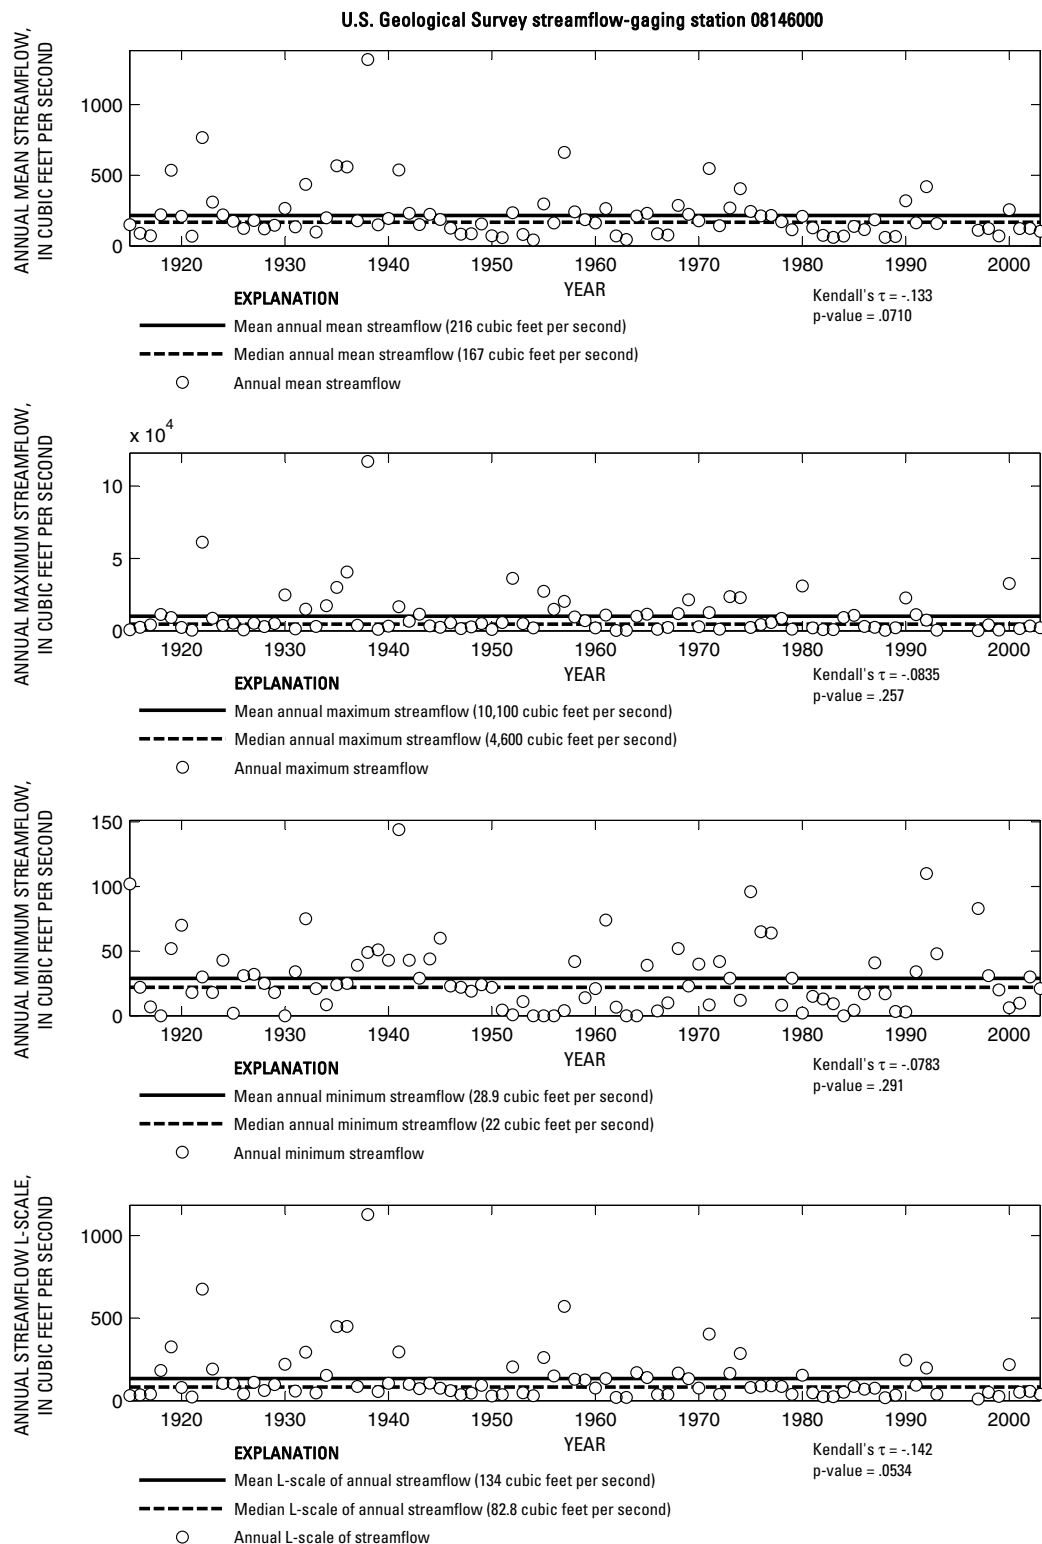 U.S. Geological Survey streamflow-gaging station 08146000
ANNUAL MEAN STREAMFLOW,
IN CUBIC FEET PER SECOND
1000
500
0
1920 1930 1940 1950 1960 1970 1980 1990 2000
YEAR
EXPLANATION
Mean annual mean streamflow (216 cubic feet per second)
Median annual mean streamflow (167 cubic feet per second)
Annual mean streamflow
Kendall's τ = -.133
p-value = .0710
ANNUAL MAXIMUM STREAMFLOW,
IN CUBIC FEET PER SECOND
x 10^4
10
5
0
1920 1930 1940 1950 1960 1970 1980 1990 2000
YEAR
EXPLANATION
Mean annual maximum streamflow (10,100 cubic feet per second)
Median annual maximum streamflow (4,600 cubic feet per second)
Annual maximum streamflow
Kendall's τ = -.0835
p-value = .257
ANNUAL MINIMUM STREAMFLOW,
IN CUBIC FEET PER SECOND
150
100
50
0
1920 1930 1940 1950 1960 1970 1980 1990 2000
YEAR
EXPLANATION
Mean annual minimum streamflow (28.9 cubic feet per second)
Median annual minimum streamflow (22 cubic feet per second)
Annual minimum streamflow
Kendall's τ = -.0783
p-value = .291
ANNUAL STREAMFLOW L-SCALE,
IN CUBIC FEET PER SECOND
1000
500
0
1920 1930 1940 1950 1960 1970 1980 1990 2000
YEAR
EXPLANATION
Mean L-scale of annual streamflow (134 cubic feet per second)
Median L-scale of annual streamflow (82.8 cubic feet per second)
Annual L-scale of streamflow
Kendall's τ = -.142
p-value = .0534